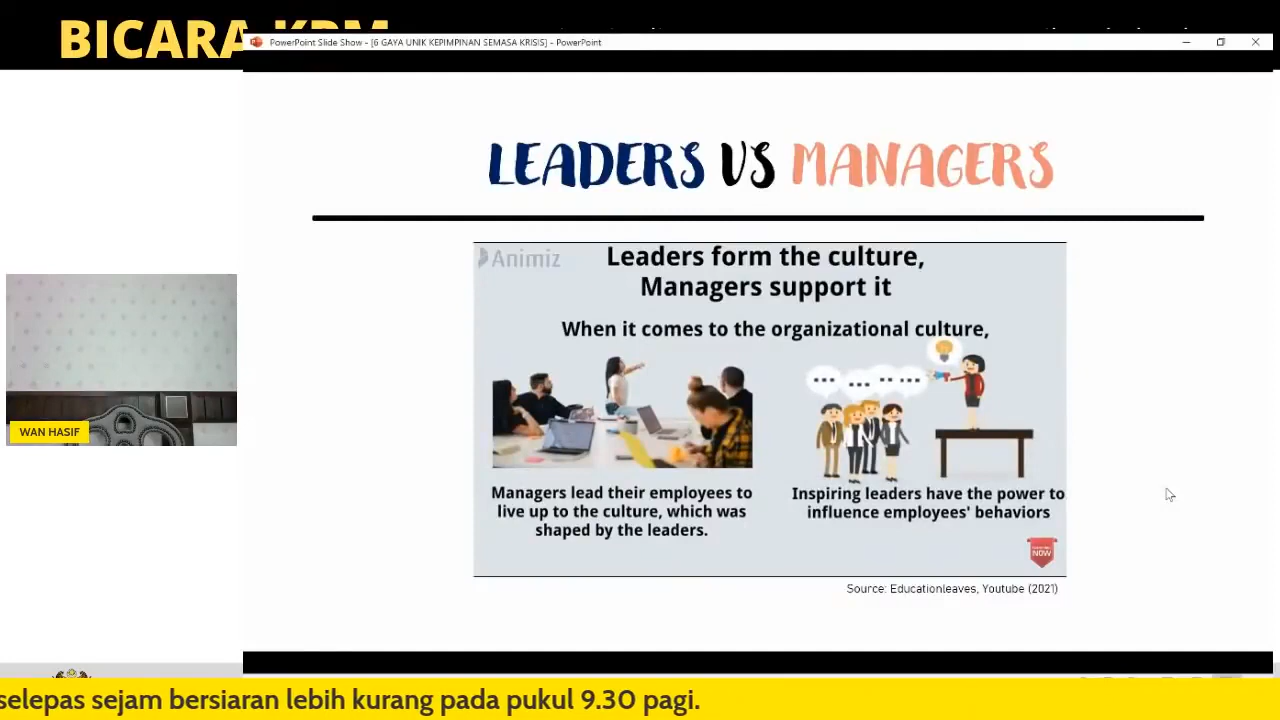 BICARA KPM
PowerPoint Slide Show - [6 GAYA UNIK KEPIMPINAN SEMASA KRISIS] - PowerPoint
LEADERS VS MANAGERS
Animiz
Leaders form the culture,
Managers support it
When it comes to the organizational culture,
Managers lead their employees to
live up to the culture, which was
shaped by the leaders.
Inspiring leaders have the power to
influence employees' behaviors
NOW
Source: Educationleaves, Youtube (2021)
WAN HASIF
selepas sejam bersiaran lebih kurang pada pukul 9.30 pagi.